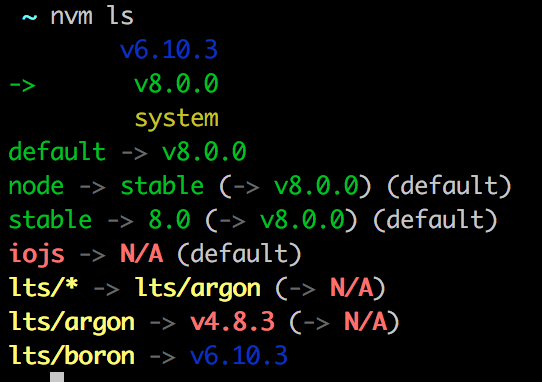 ~ nvm ls
v6.10.3
-> v8.0.0
system
default -> v8.0.0
node -> stable (-> v8.0.0) (default)
stable -> 8.0 (-> v8.0.0) (default)
iojs -> N/A (default)
lts/* -> lts/argon (-> N/A)
lts/argon -> v4.8.3 (-> N/A)
lts/boron -> v6.10.3